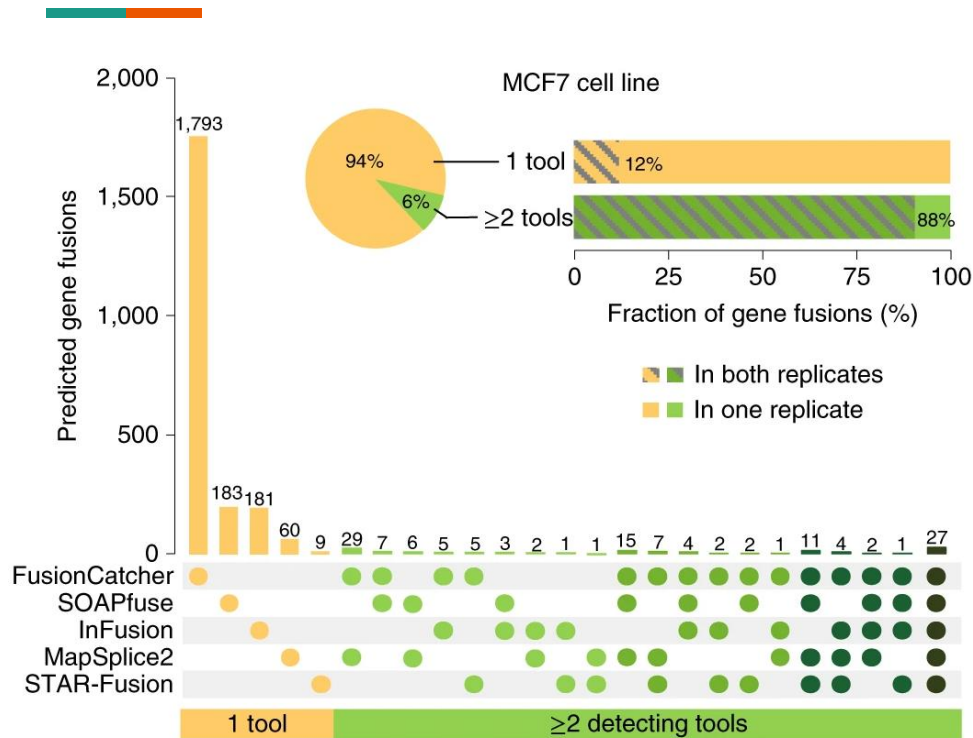 MCF7 cell line
Predicted gene fusions
2,000
1,500
1,000
500
0
1,793
183
181
60
9
29
7
6
5
5
3
2
1
1
15
7
4
2
2
1
11
4
2
1
27
94%
6%
1 tool
≥2 tools
12%
88%
0 25 50 75 100
Fraction of gene fusions (%)
In both replicates
In one replicate
FusionCatcher
SOAPfuse
InFusion
MapSplice2
STAR-Fusion
1 tool
≥2 detecting tools